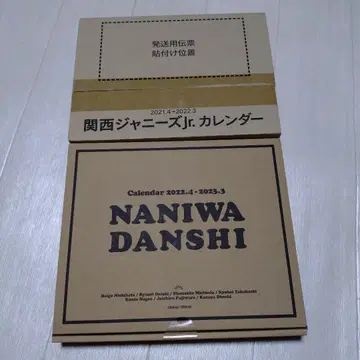 発送用伝票
貼付け位置
2021.4→2022.3
関西ジャニーズJr.カレンダー
Calendar 2022.4-2023.3
NANIWA
DANSHI